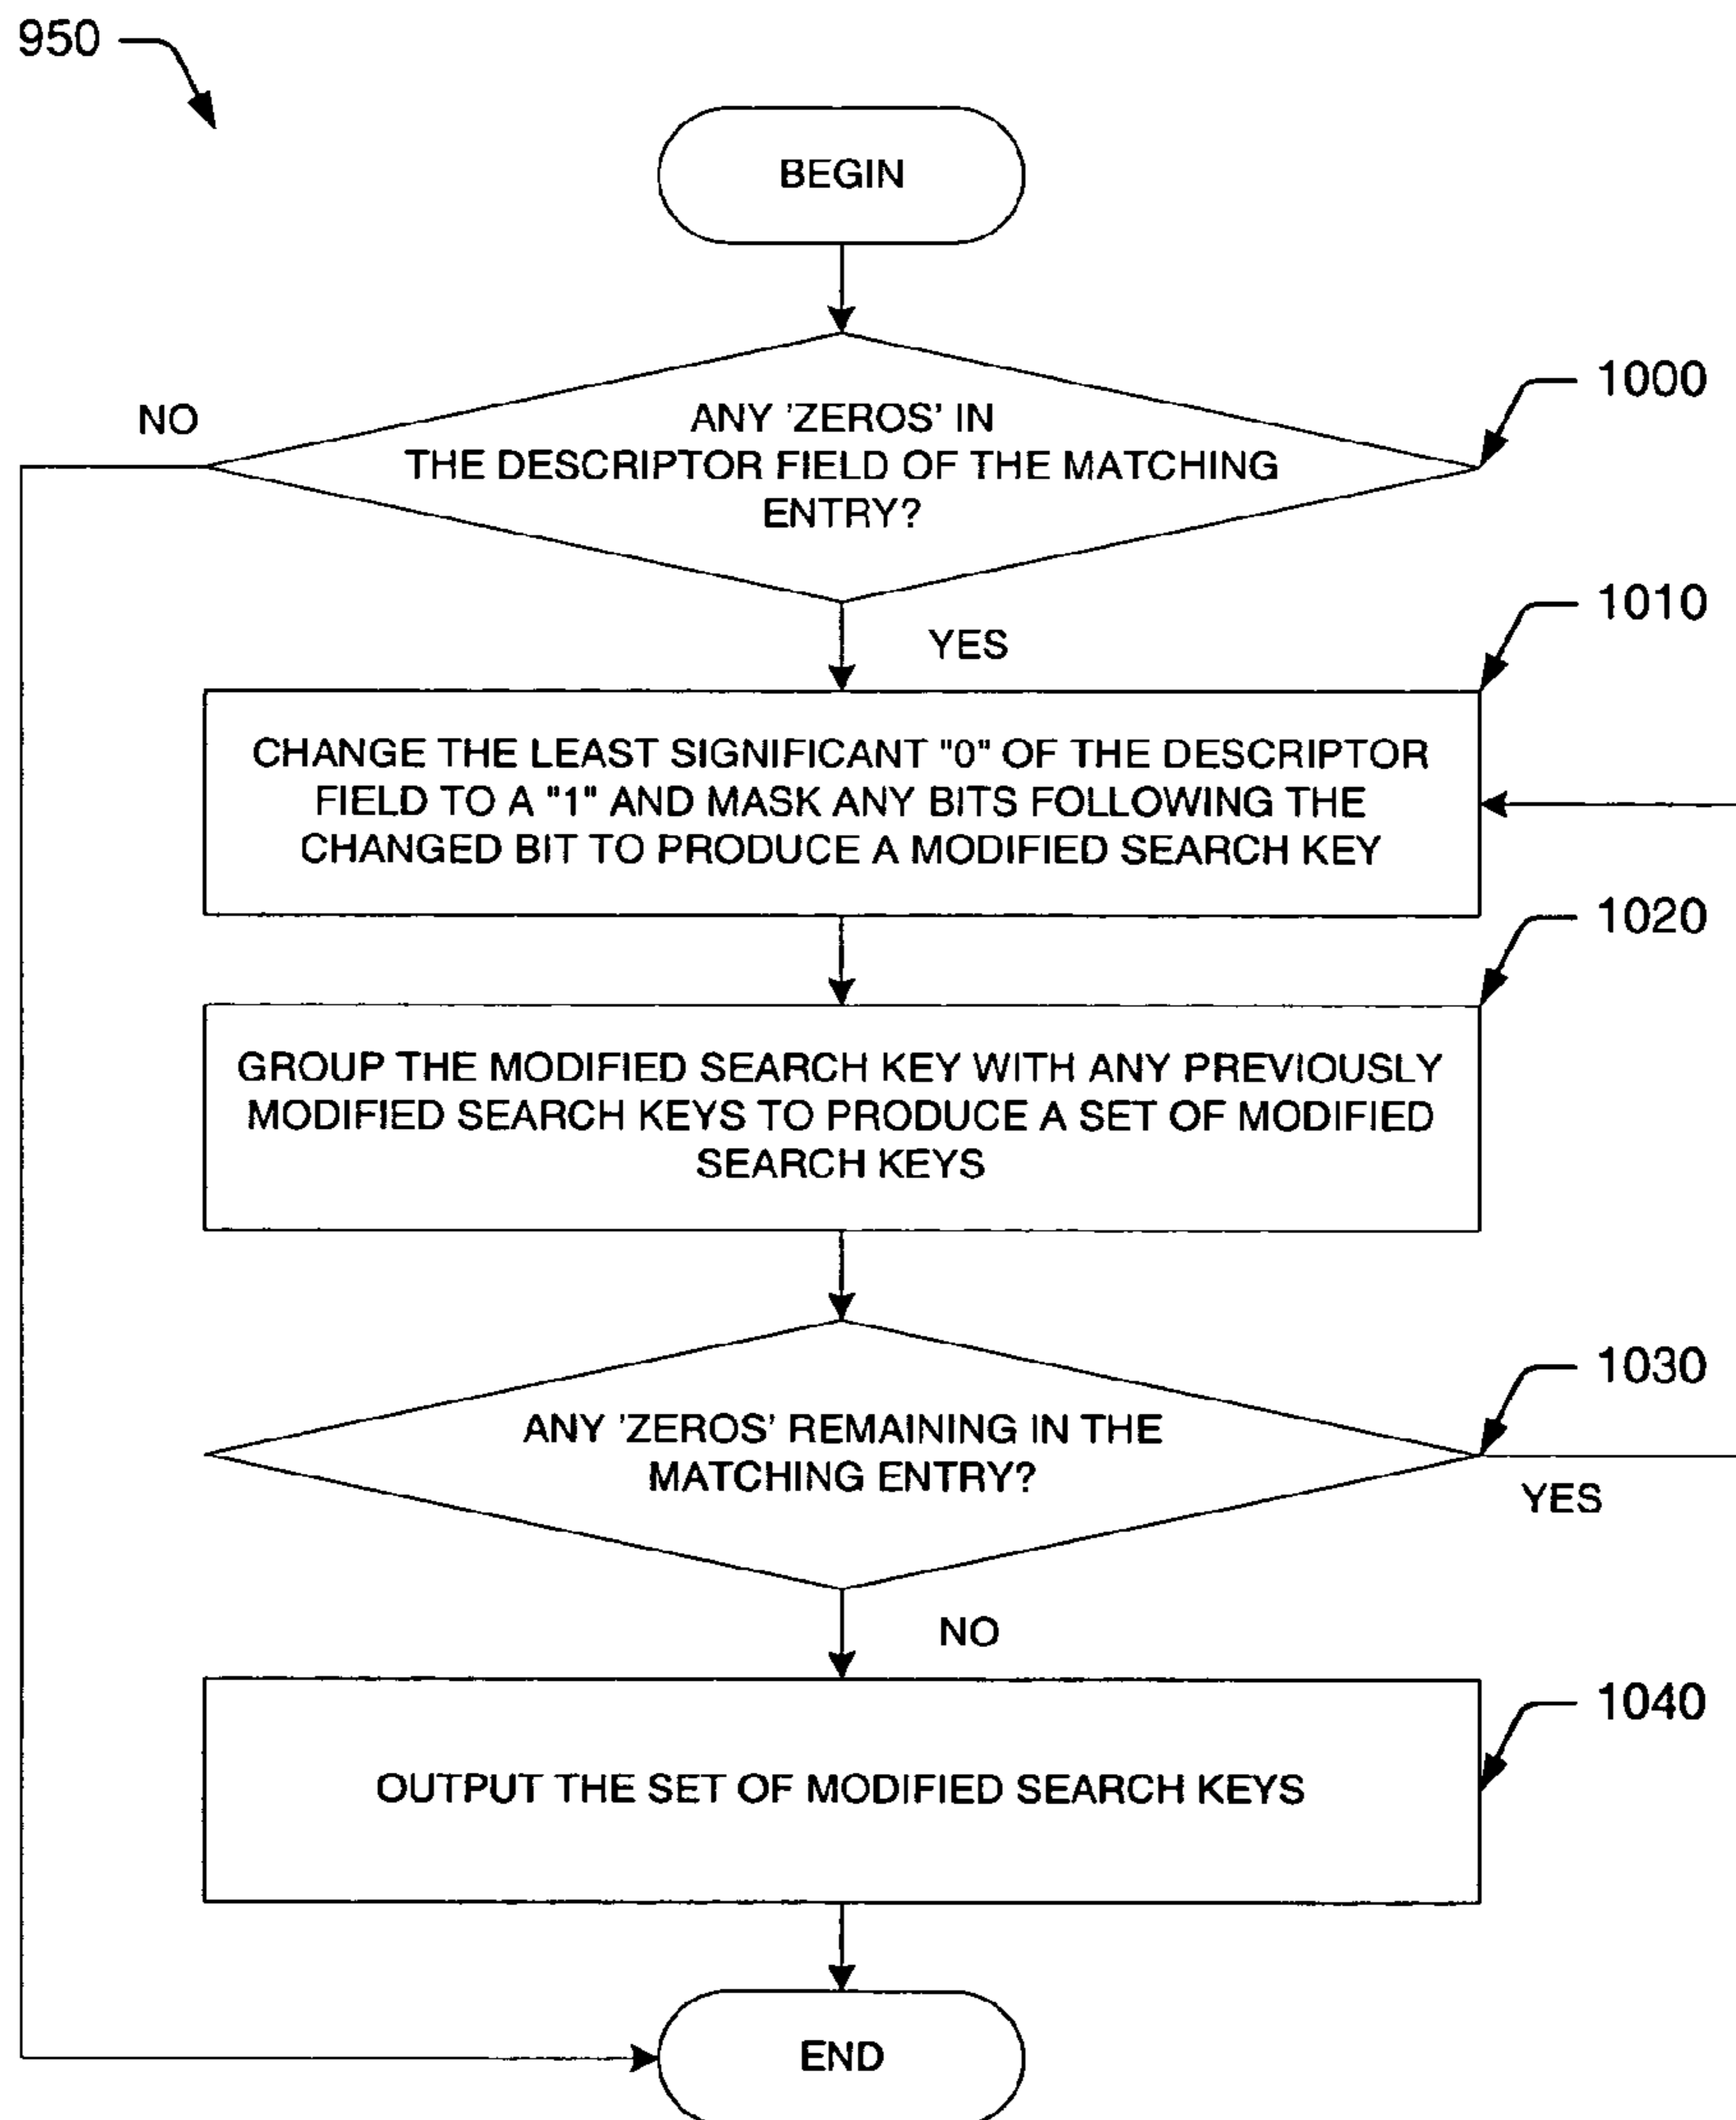 950
BEGIN
1000
NO
ANY 'ZEROS' IN
THE DESCRIPTOR FIELD OF THE MATCHING
ENTRY?
1010
YES
CHANGE THE LEAST SIGNIFICANT "0" OF THE DESCRIPTOR
FIELD TO A "1" AND MASK ANY BITS FOLLOWING THE
CHANGED BIT TO PRODUCE A MODIFIED SEARCH KEY
1020
GROUP THE MODIFIED SEARCH KEY WITH ANY PREVIOUSLY
MODIFIED SEARCH KEYS TO PRODUCE A SET OF MODIFIED
SEARCH KEYS
1030
ANY 'ZEROS' REMAINING IN THE
MATCHING ENTRY?
YES
NO
1040
OUTPUT THE SET OF MODIFIED SEARCH KEYS
END